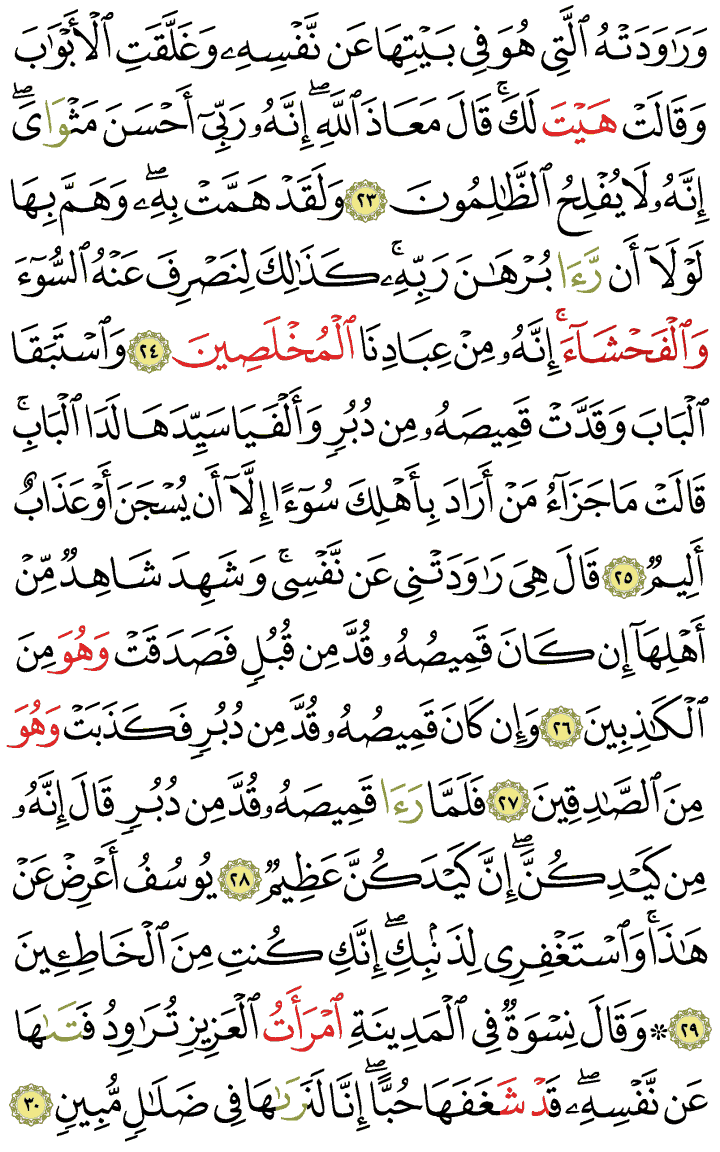 وَرَٰوَدَتْهُ ٱلَّتِي هُوَ فِي بَيْتِهَا عَن نَّفْسِهِۦ وَغَلَّقَتِ ٱلْأَبْوَٰبَ
وَقَالَتْ هَيْتَ لَكَۚ قَالَ مَعَاذَ ٱللَّهِۖ إِنَّهُۥ رَبِّيٓ أَحْسَنَ مَثْوَايَۖ
إِنَّهُۥ لَا يُفْلِحُ ٱلظَّٰلِمُونَ ٢٣ وَلَقَدْ هَمَّتْ بِهِۦۖ وَهَمَّ بِهَا
لَوْلَآ أَن رَّءَا بُرْهَٰنَ رَبِّهِۦۚ كَذَٰلِكَ لِنَصْرِفَ عَنْهُ ٱلسُّوٓءَ
وَٱلْفَحْشَآءَۚ إِنَّهُۥ مِنْ عِبَادِنَا ٱلْمُخْلَصِينَ ٢٤ وَٱسْتَبَقَا
ٱلْبَابَ وَقَدَّتْ قَمِيصَهُۥ مِن دُبُرٍ وَأَلْفَيَا سَيِّدَهَا لَدَا ٱلْبَابِۚ
قَالَتْ مَا جَزَآءُ مَنْ أَرَادَ بِأَهْلِكَ سُوٓءًا إِلَّآ أَن يُسْجَنَ أَوْ عَذَابٌ
أَلِيمٌ ٢٥ قَالَ هِيَ رَٰوَدَتْنِي عَن نَّفْسِيۚ وَشَهِدَ شَاهِدٌ مِّنْ
أَهْلِهَآ إِن كَانَ قَمِيصُهُۥ قُدَّ مِن قُبُلٍ فَصَدَقَتْ وَهُوَ مِنَ
ٱلْكَٰذِبِينَ ٢٦ وَإِن كَانَ قَمِيصُهُۥ قُدَّ مِن دُبُرٍ فَكَذَبَتْ وَهُوَ
مِنَ ٱلصَّٰدِقِينَ ٢٧ فَلَمَّا رَءَا قَمِيصَهُۥ قُدَّ مِن دُبُرٍ قَالَ إِنَّهُۥ
مِن كَيْدِكُنَّۖ إِنَّ كَيْدَكُنَّ عَظِيمٌ ٢٨ يُوسُفُ أَعْرِضْ عَنْ
هَٰذَاۚ وَٱسْتَغْفِرِي لِذَنۢبِكِۖ إِنَّكِ كُنتِ مِنَ ٱلْخَاطِـِٔينَ
٢٩ ۞ وَقَالَ نِسْوَةٌ فِي ٱلْمَدِينَةِ ٱمْرَأَتُ ٱلْعَزِيزِ تُرَٰوِدُ فَتَىٰهَا
عَن نَّفْسِهِۦۖ قَدْ شَغَفَهَا حُبًّاۖ إِنَّا لَنَرَىٰهَا فِي ضَلَٰلٍ مُّبِينٍ ٣٠